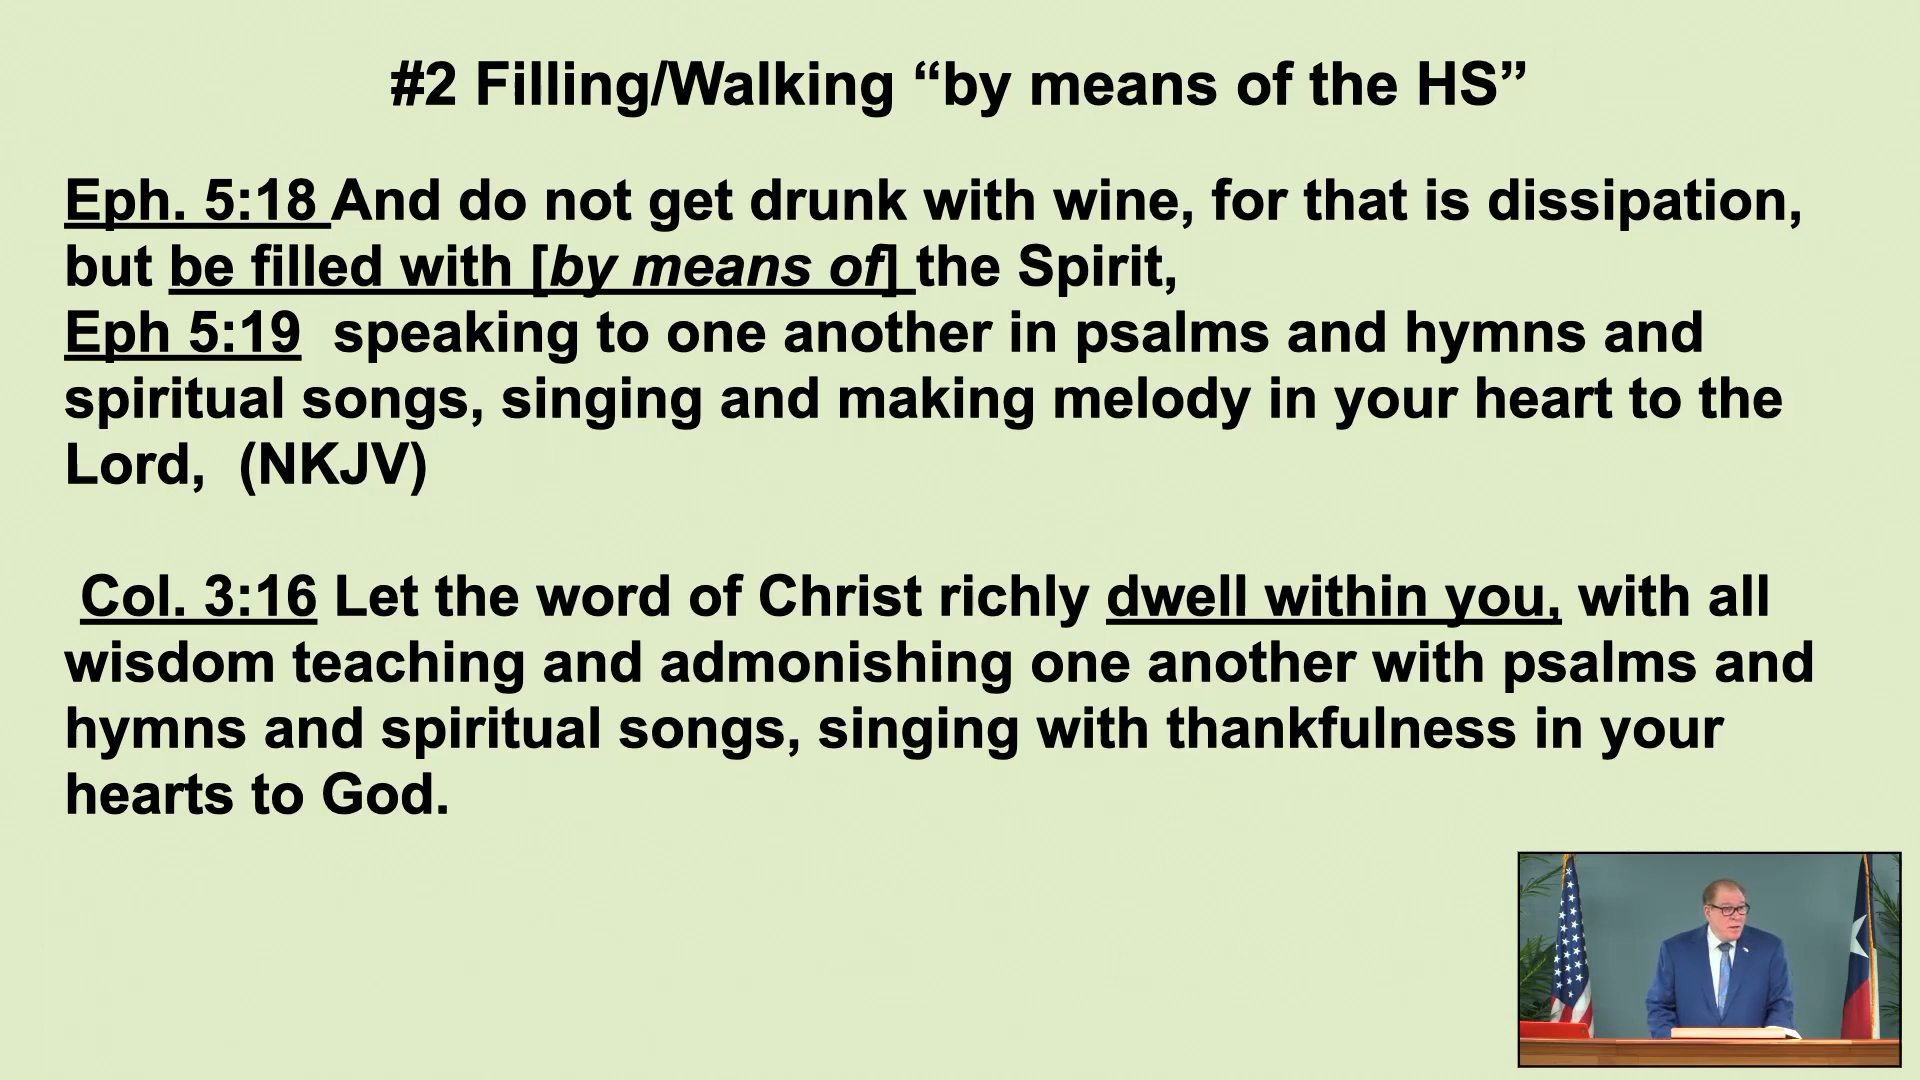 #2 Filling/Walking “by means of the HS”
Eph. 5:18 And do not get drunk with wine, for that is dissipation,
but be filled with [by means of] the Spirit,
Eph 5:19  speaking to one another in psalms and hymns and
spiritual songs, singing and making melody in your heart to the
Lord,  (NKJV)
Col. 3:16 Let the word of Christ richly dwell within you, with all
wisdom teaching and admonishing one another with psalms and
hymns and spiritual songs, singing with thankfulness in your
hearts to God.